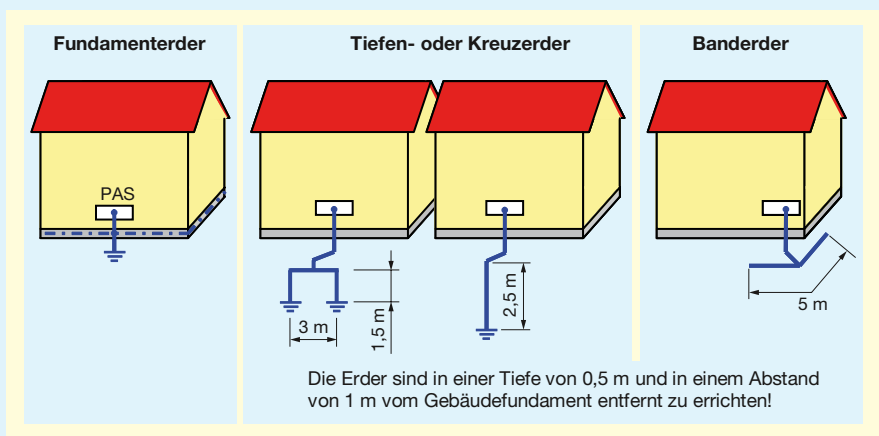 Fundamenterder
Tiefen- oder Kreuzerder
Banderder
PAS
3 m
1,5 m
2,5 m
5 m
Die Erder sind in einer Tiefe von 0,5 m und in einem Abstand
von 1 m vom Gebäudefundament entfernt zu errichten!